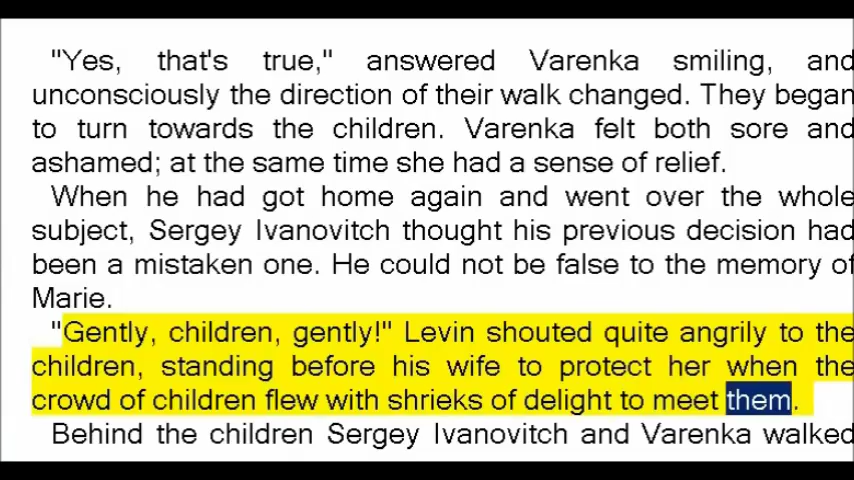 "Yes, that's true," answered Varenka smiling, and
unconsciously the direction of their walk changed. They began
to turn towards the children. Varenka felt both sore and
ashamed; at the same time she had a sense of relief.
When he had got home again and went over the whole
subject, Sergey Ivanovitch thought his previous decision had
been a mistaken one. He could not be false to the memory of
Marie.
"Gently, children, gently!" Levin shouted quite angrily to the
children, standing before his wife to protect her when the
crowd of children flew with shrieks of delight to meet them.
Behind the children Sergey Ivanovitch and Varenka walked